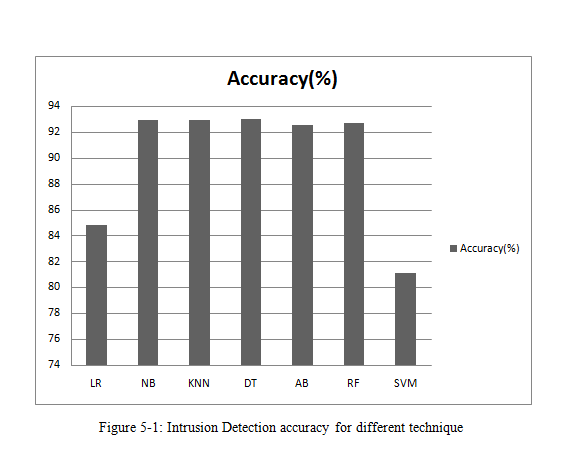 Accuracy(%)
94
92
90
88
86
84
82
80
78
76
74
LR NB KNN DT AB RF SVM
Accuracy(%)
Figure 5-1: Intrusion Detection accuracy for different technique